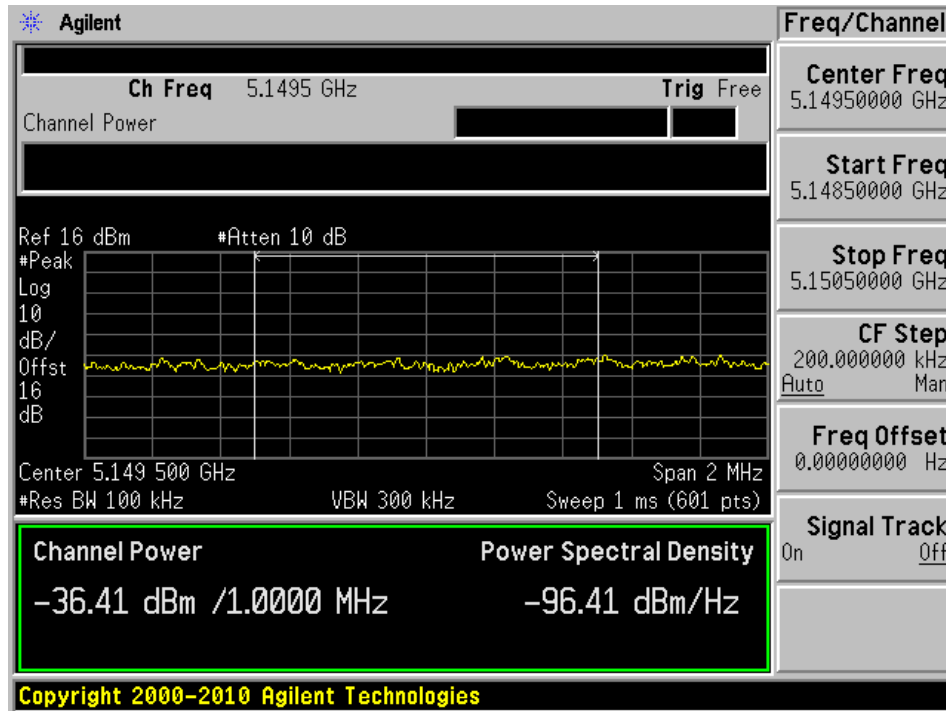 Agilent
Freq/Channel
Ch Freq 5.1495 GHz Trig Free
Channel Power
Ref 16 dBm #Atten 10 dB
#Peak
Log
10
dB/
Offst
16
dB
Center 5.149 500 GHz Span 2 MHz
#Res BW 100 kHz VBW 300 kHz Sweep 1 ms (601 pts)
Channel Power Power Spectral Density
-36.41 dBm /1.0000 MHz -96.41 dBm/Hz
Copyright 2000-2010 Agilent Technologies
Center Freq
5.14950000 GHz
Start Freq
5.14850000 GHz
Stop Freq
5.15050000 GHz
CF Step
200.000000 kHz
Auto Man
Freq Offset
0.00000000 Hz
Signal Track
On Off